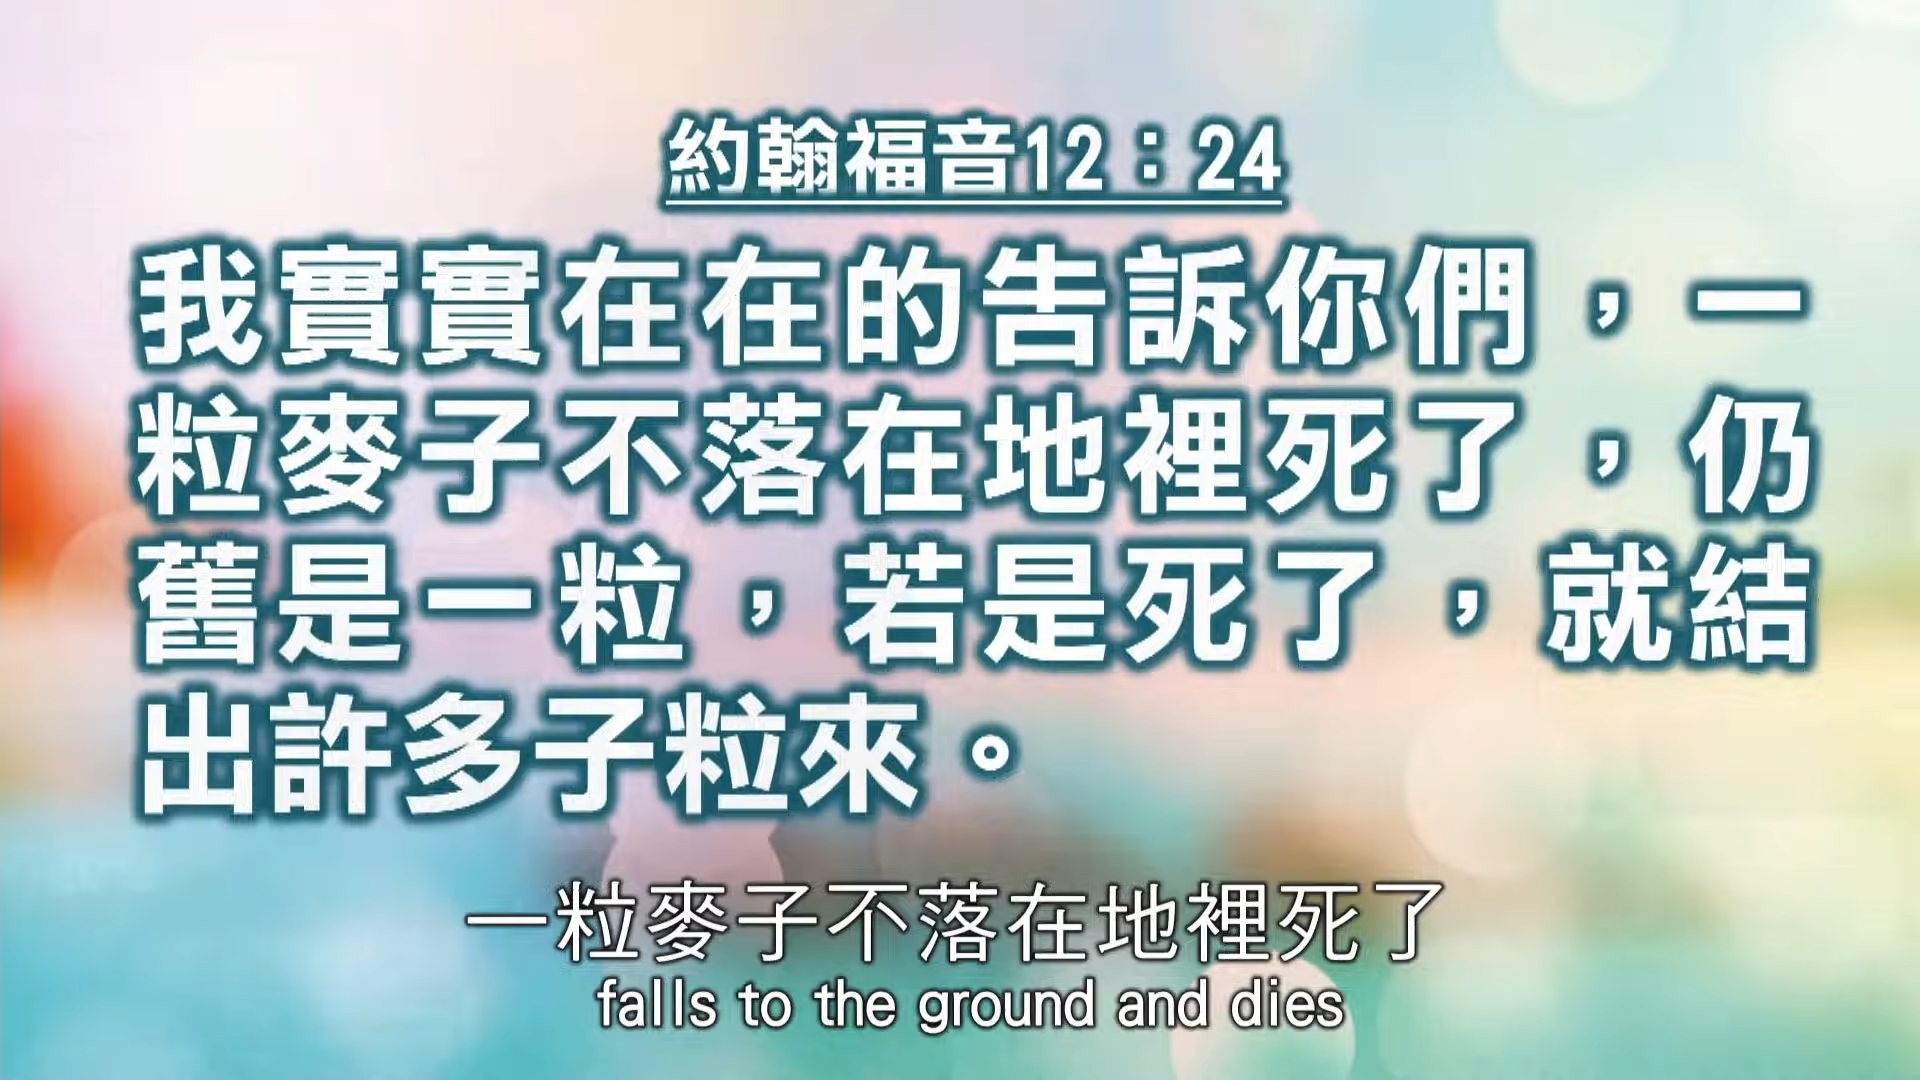 約翰福音12：24
我實實在在的告訴你們，一
粒麥子不落在地裡死了，仍
舊是一粒，若是死了，就結
出許多子粒來。
一粒麥子不落在地裡死了
falls to the ground and dies